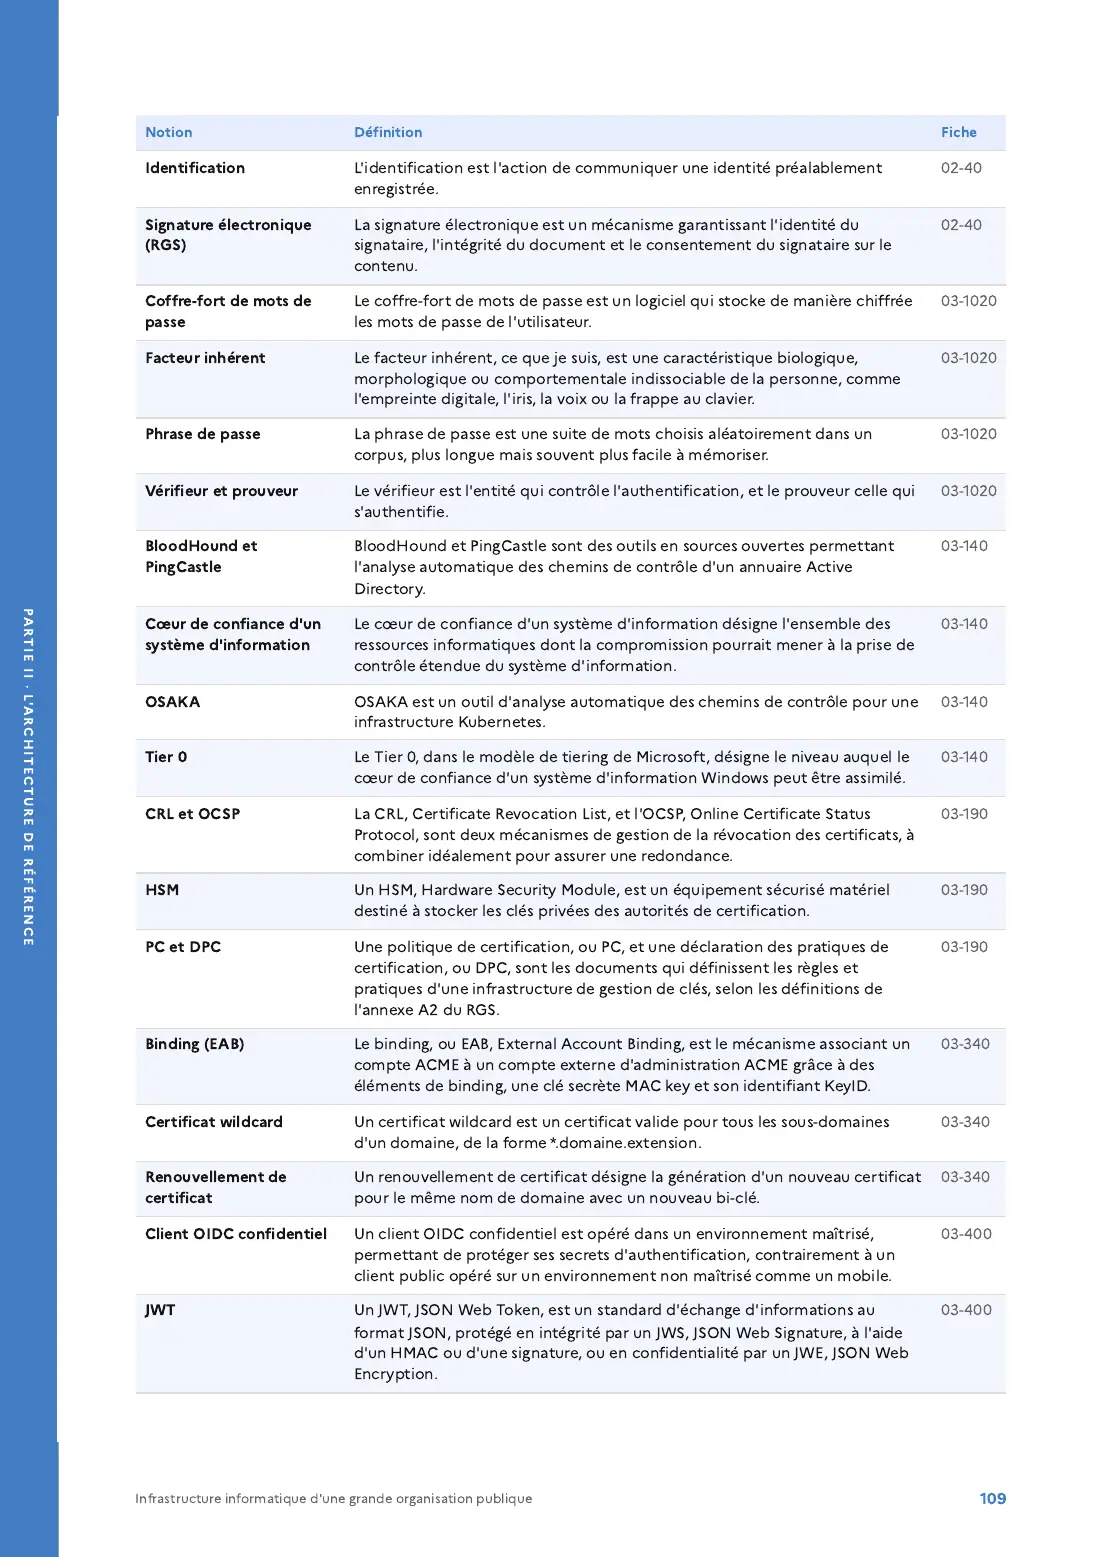 Notion Définition Fiche
Identification L'identification est l'action de communiquer une identité préalablement 02-40
enregistrée.
Signature électronique La signature électronique est un mécanisme garantissant l'identité du 02-40
(RGS) signataire, l'intégrité du document et le consentement du signataire sur le
contenu.
Coffre-fort de mots de Le coffre-fort de mots de passe est un logiciel qui stocke de manière chiffrée 03-1020
passe les mots de passe de l'utilisateur.
Facteur inhérent Le facteur inhérent, ce que je suis, est une caractéristique biologique, 03-1020
morphologique ou comportementale indissociable de la personne, comme
l'empreinte digitale, l'iris, la voix ou la frappe au clavier.
Phrase de passe La phrase de passe est une suite de mots choisis aléatoirement dans un 03-1020
corpus, plus longue mais souvent plus facile à mémoriser.
Vérifieur et prouveur Le vérifieur est l'entité qui contrôle l'authentification, et le prouveur celle qui 03-1020
s'authentifie.
BloodHound et BloodHound et PingCastle sont des outils en sources ouvertes permettant 03-140
PingCastle l'analyse automatique des chemins de contrôle d'un annuaire Active
Directory.
Cœur de confiance d'un Le cœur de confiance d'un système d'information désigne l'ensemble des 03-140
système d'information ressources informatiques dont la compromission pourrait mener à la prise de
contrôle étendue du système d'information.
OSAKA OSAKA est un outil d'analyse automatique des chemins de contrôle pour une 03-140
infrastructure Kubernetes.
Tier 0 Le Tier 0, dans le modèle de tiering de Microsoft, désigne le niveau auquel le 03-140
cœur de confiance d'un système d'information Windows peut être assimilé.
CRL et OCSP La CRL, Certificate Revocation List, et l'OCSP, Online Certificate Status 03-190
Protocol, sont deux mécanismes de gestion de la révocation des certificats, à
combiner idéalement pour assurer une redondance.
HSM Un HSM, Hardware Security Module, est un équipement sécurisé matériel 03-190
destiné à stocker les clés privées des autorités de certification.
PC et DPC Une politique de certification, ou PC, et une déclaration des pratiques de 03-190
certification, ou DPC, sont les documents qui définissent les règles et
pratiques d'une infrastructure de gestion de clés, selon les définitions de
l'annexe A2 du RGS.
Binding (EAB) Le binding, ou EAB, External Account Binding, est le mécanisme associant un 03-340
compte ACME à un compte externe d'administration ACME grâce à des
éléments de binding, une clé secrète MAC key et son identifiant KeyID.
Certificat wildcard Un certificat wildcard est un certificat valide pour tous les sous-domaines 03-340
d'un domaine, de la forme *.domaine.extension.
Renouvellement de Un renouvellement de certificat désigne la génération d'un nouveau certificat 03-340
certificat pour le même nom de domaine avec un nouveau bi-clé.
Client OIDC confidentiel Un client OIDC confidentiel est opéré dans un environnement maîtrisé, 03-400
permettant de protéger ses secrets d'authentification, contrairement à un
client public opéré sur un environnement non maîtrisé comme un mobile.
JWT Un JWT, JSON Web Token, est un standard d'échange d'informations au 03-400
format JSON, protégé en intégrité par un JWS, JSON Web Signature, à l'aide
d'un HMAC ou d'une signature, ou en confidentialité par un JWE, JSON Web
Encryption.
PARTIE II · L'ARCHITECTURE DE RÉFÉRENCE
Infrastructure informatique d'une grande organisation publique 109